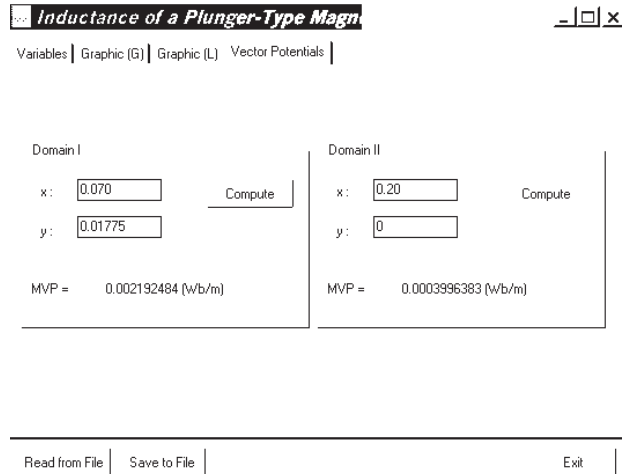 Inductance of a Plunger-Type Magn
Variables Graphic (G) Graphic (L) Vector Potentials
Domain I
x : 0.070 Compute
y : 0.01775
MVP = 0.002192484 (Wb/m)
Domain II
x : 0.20 Compute
y : 0
MVP = 0.0003996383 (Wb/m)
Read from File Save to File Exit